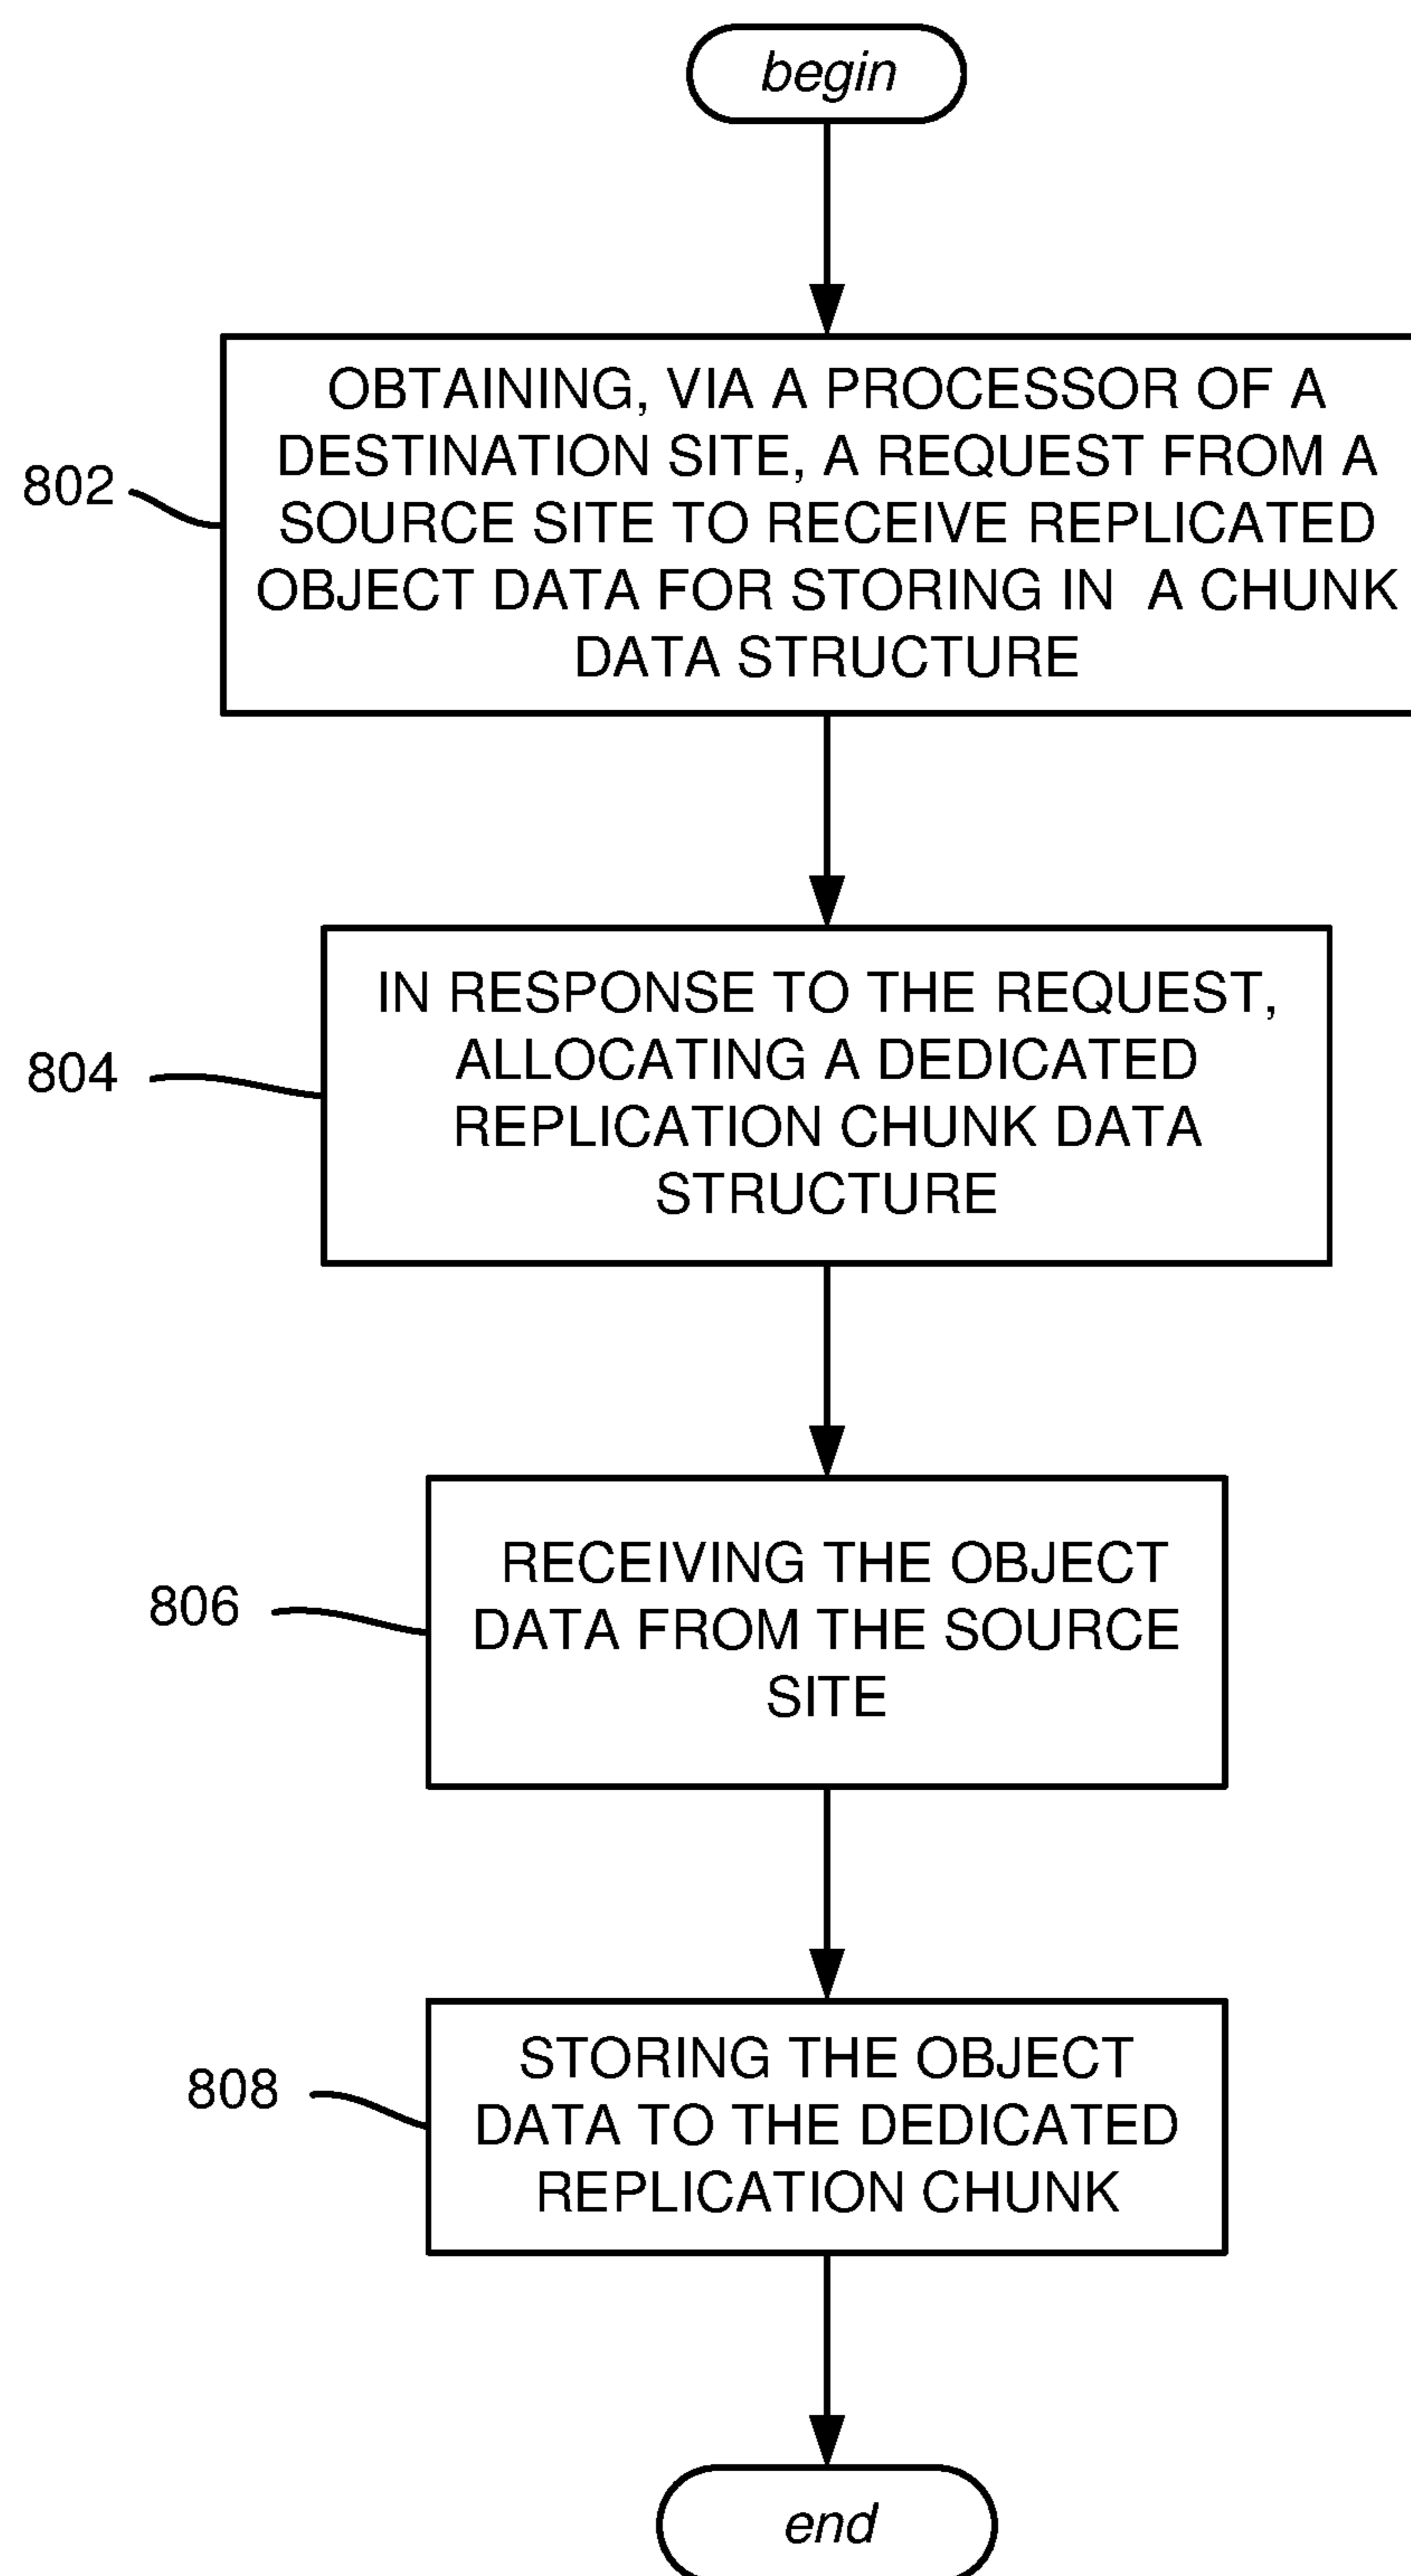 begin
802
OBTAINING, VIA A PROCESSOR OF A
DESTINATION SITE, A REQUEST FROM A
SOURCE SITE TO RECEIVE REPLICATED
OBJECT DATA FOR STORING IN A CHUNK
DATA STRUCTURE
804
IN RESPONSE TO THE REQUEST,
ALLOCATING A DEDICATED
REPLICATION CHUNK DATA
STRUCTURE
806
RECEIVING THE OBJECT
DATA FROM THE SOURCE
SITE
808
STORING THE OBJECT
DATA TO THE DEDICATED
REPLICATION CHUNK
end